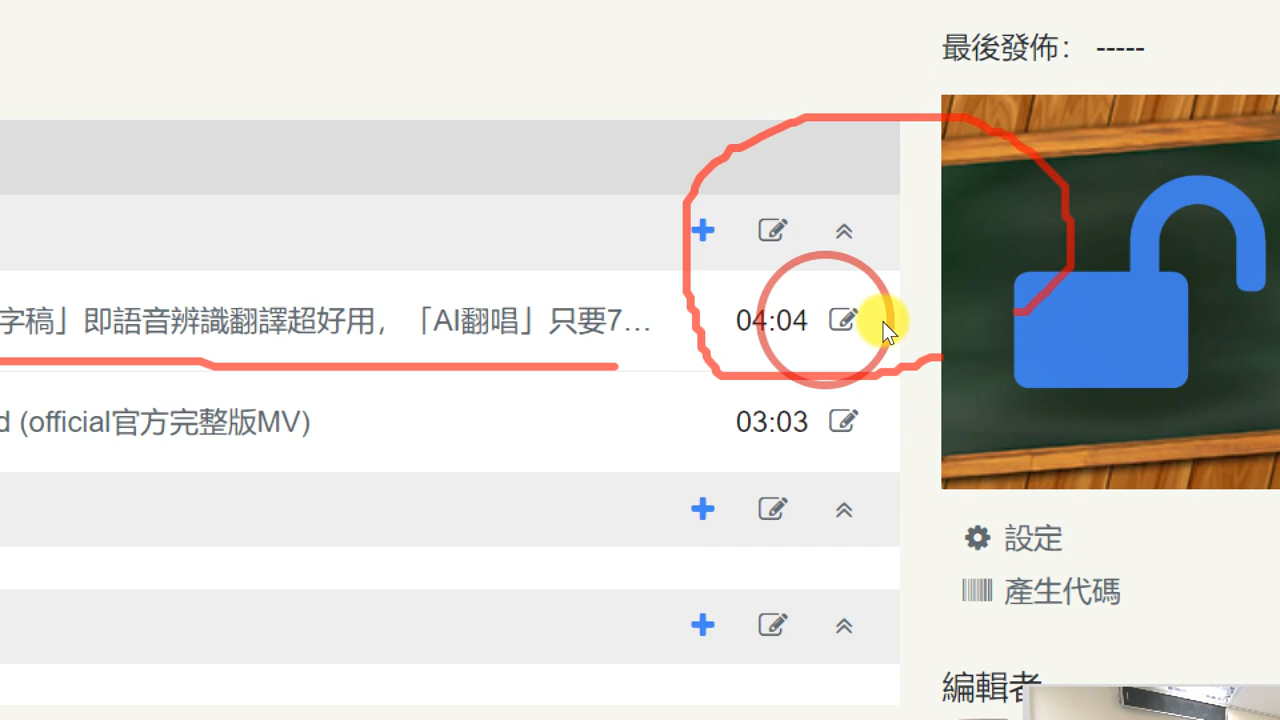 最後發佈： -----
字稿」即語音辨識翻譯超好用，「AI翻唱」只要7... 04:04
d (official官方完整版MV) 03:03
設定
產生代碼
編輯者